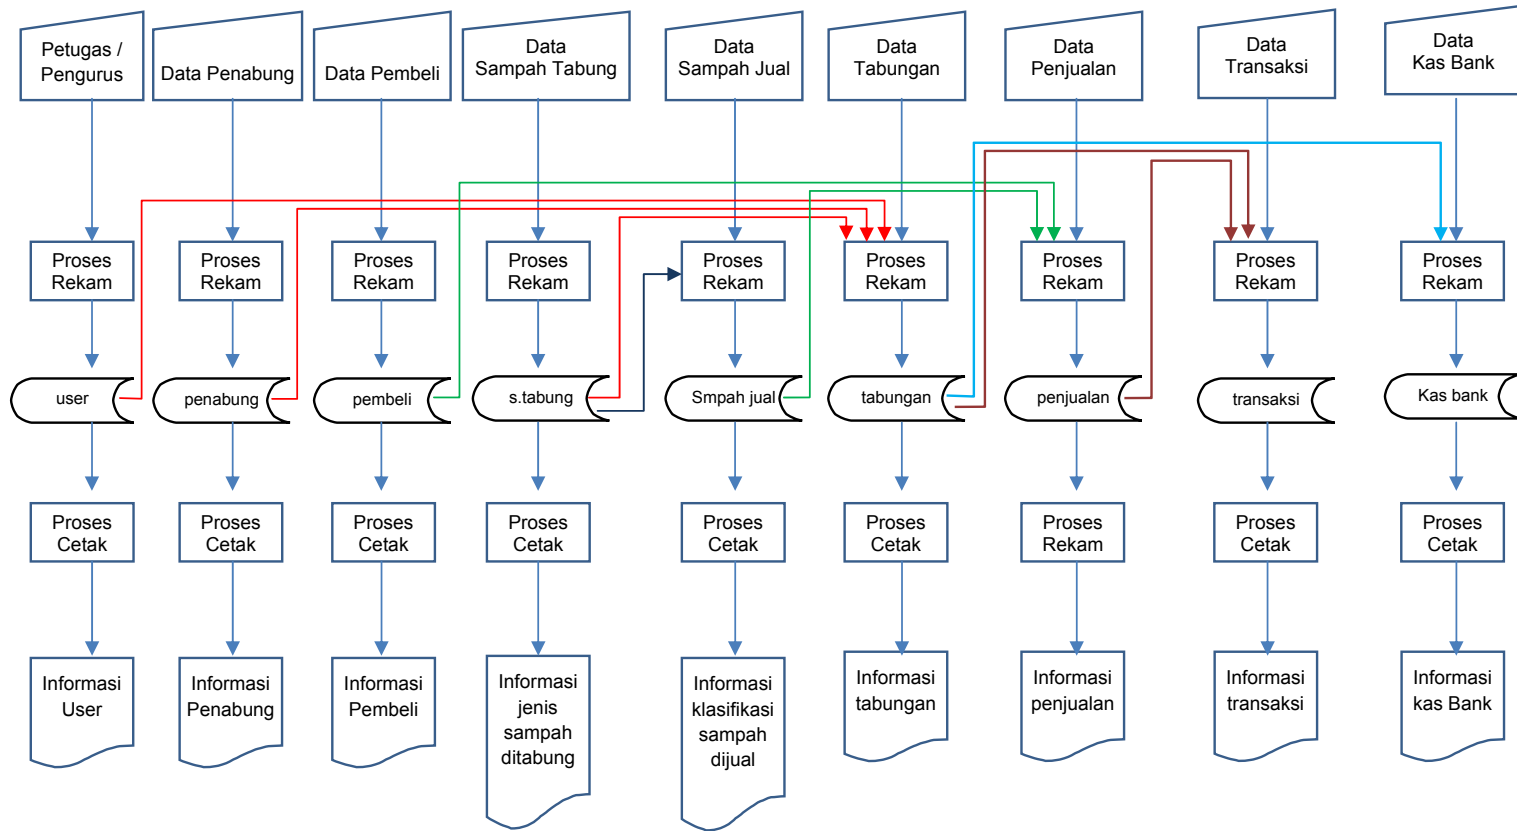 Petugas /
Pengurus
Data Penabung
Data Pembeli
Data
Sampah Tabung
Data
Sampah Jual
Data
Tabungan
Data
Penjualan
Data
Transaksi
Data
Kas Bank
Proses
Rekam
Proses
Rekam
Proses
Rekam
Proses
Rekam
Proses
Rekam
Proses
Rekam
Proses
Rekam
Proses
Rekam
Proses
Rekam
user
penabung
pembeli
s.tabung
Smpah jual
tabungan
penjualan
transaksi
Kas bank
Proses
Cetak
Proses
Cetak
Proses
Cetak
Proses
Cetak
Proses
Cetak
Proses
Cetak
Proses
Rekam
Proses
Cetak
Proses
Cetak
Informasi
User
Informasi
Penabung
Informasi
Pembeli
Informasi
jenis
sampah
ditabung
Informasi
klasifikasi
sampah
dijual
Informasi
tabungan
Informasi
penjualan
Informasi
transaksi
Informasi
kas Bank